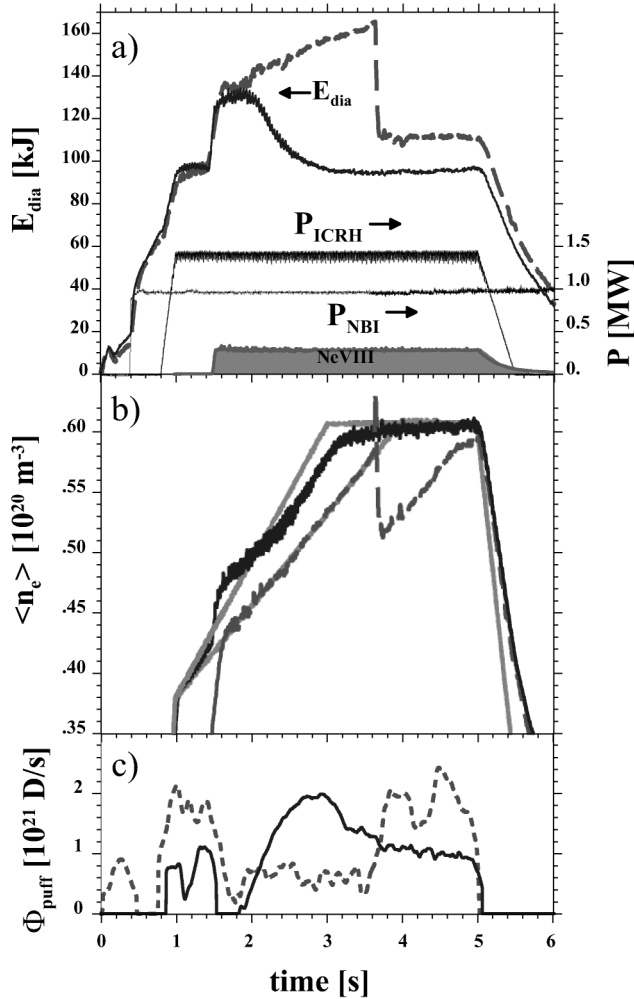 a)
160
140
120
100
80
60
40
20
0
E_dia [kJ]
E_dia
P_ICRH
P_NBI
NeVIII
1.5
1.0
0.5
0.
P [MW]
b)
.60
.55
.50
.45
.40
.35
<n_e> [10^20 m^-3]
c)
2
1
0
Φ_puff [10^21 D/s]
0 1 2 3 4 5 6
time [s]